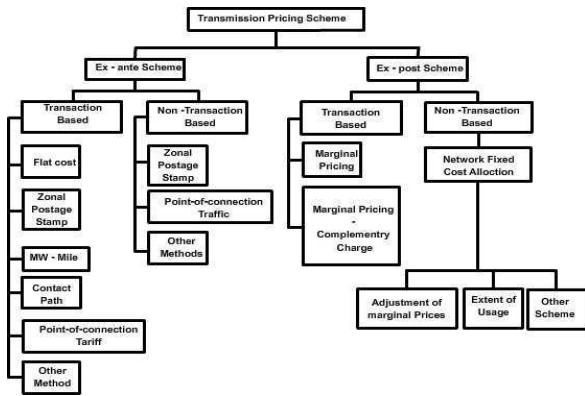 Transmission Pricing Scheme
Ex - ante Scheme
Ex - post Scheme
Transaction
Based
Non -Transaction
Based
Transaction
Based
Non -Transaction
Based
Flat cost
Zonal
Postage
Stamp
MW - Mile
Contact
Path
Point-of-connection
Tariff
Other
Method
Zonal Postage
Stamp
Point-of-connection
Traffic
Other
Methods
Marginal
Pricing
Marginal Pricing
-
Complementry
Charge
Network Fixed
Cost Alloction
Adjustment of
marginal Prices
Extent of
Usage
Other
Scheme